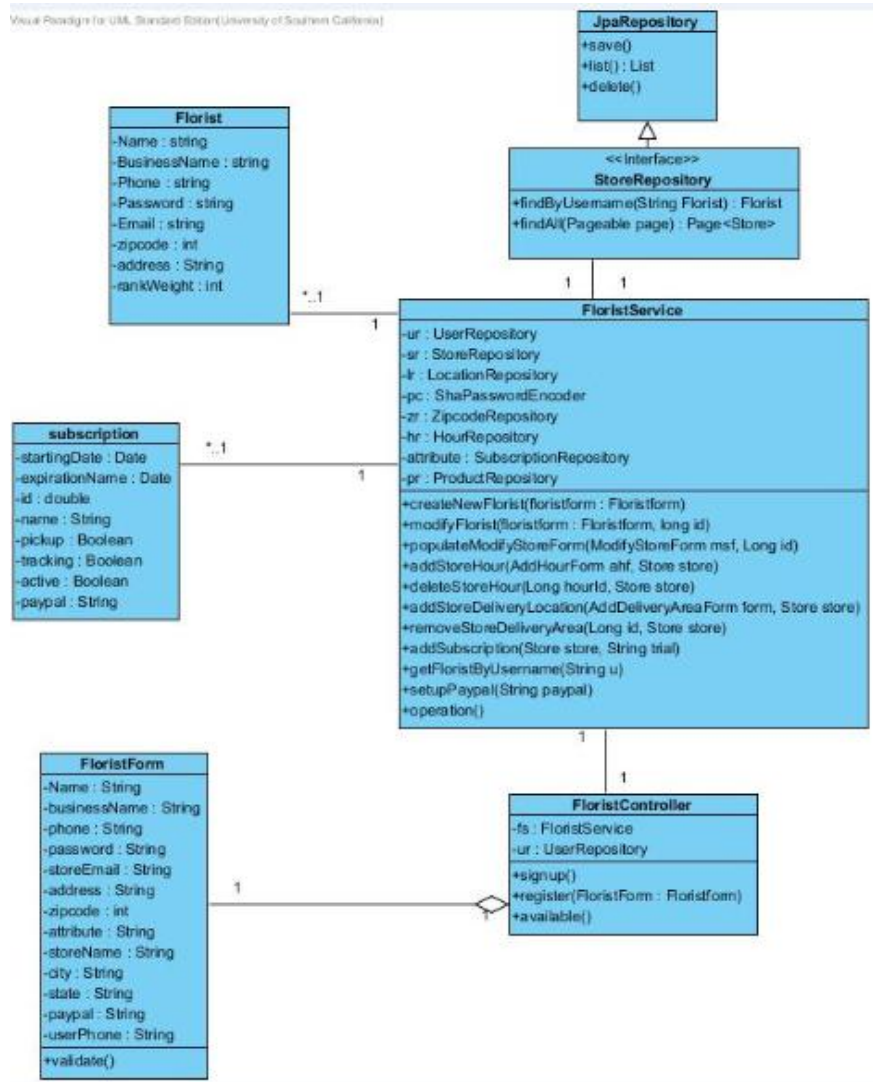 Visual Paradigm for UML Standard Edition(University of Southern California)
JpaRepository
+save()
+list() : List
+delete()
Florist
-Name : string
-BusinessName : string
-Phone : string
-Password : string
-Email : string
-zipcode : int
-address : String
-rankWeight : int
<<Interface>>
StoreRepository
+findByUsername(String Florist) : Florist
+findAll(Pageable page) : Page<Store>
1
1
*..1
1
FloristService
-ur : UserRepository
-sr : StoreRepository
-lr : LocationRepository
-pc : ShaPasswordEncoder
-zr : ZipcodeRepository
-hr : HourRepository
-attribute : SubscriptionRepository
-pr : ProductRepository
+createNewFlorist(floristform : Floristform)
+modifyFlorist(floristform : Floristform, long id)
+populateModifyStoreForm(ModifyStoreForm msf, Long id)
+addStoreHour(AddHourForm ahf, Store store)
+deleteStoreHour(Long hourId, Store store)
+addStoreDeliveryLocation(AddDeliveryAreaForm form, Store store)
+removeStoreDeliveryArea(Long id, Store store)
+addSubscription(Store store, String trial)
+getFloristByUsername(String u)
+setupPaypal(String paypal)
+operation()
subscription
-startingDate : Date
-expirationName : Date
-id : double
-name : String
-pickup : Boolean
-tracking : Boolean
-active : Boolean
-paypal : String
*..1
1
1
1
FloristForm
-Name : String
-businessName : String
-phone : String
-password : String
-storeEmail : String
-address : String
-zipcode : int
-attribute : String
-storeName : String
-city : String
-state : String
-paypal : String
-userPhone : String
+validate()
1
1
FloristController
-fs : FloristService
-ur : UserRepository
+signup()
+register(FloristForm : Floristform)
+available()